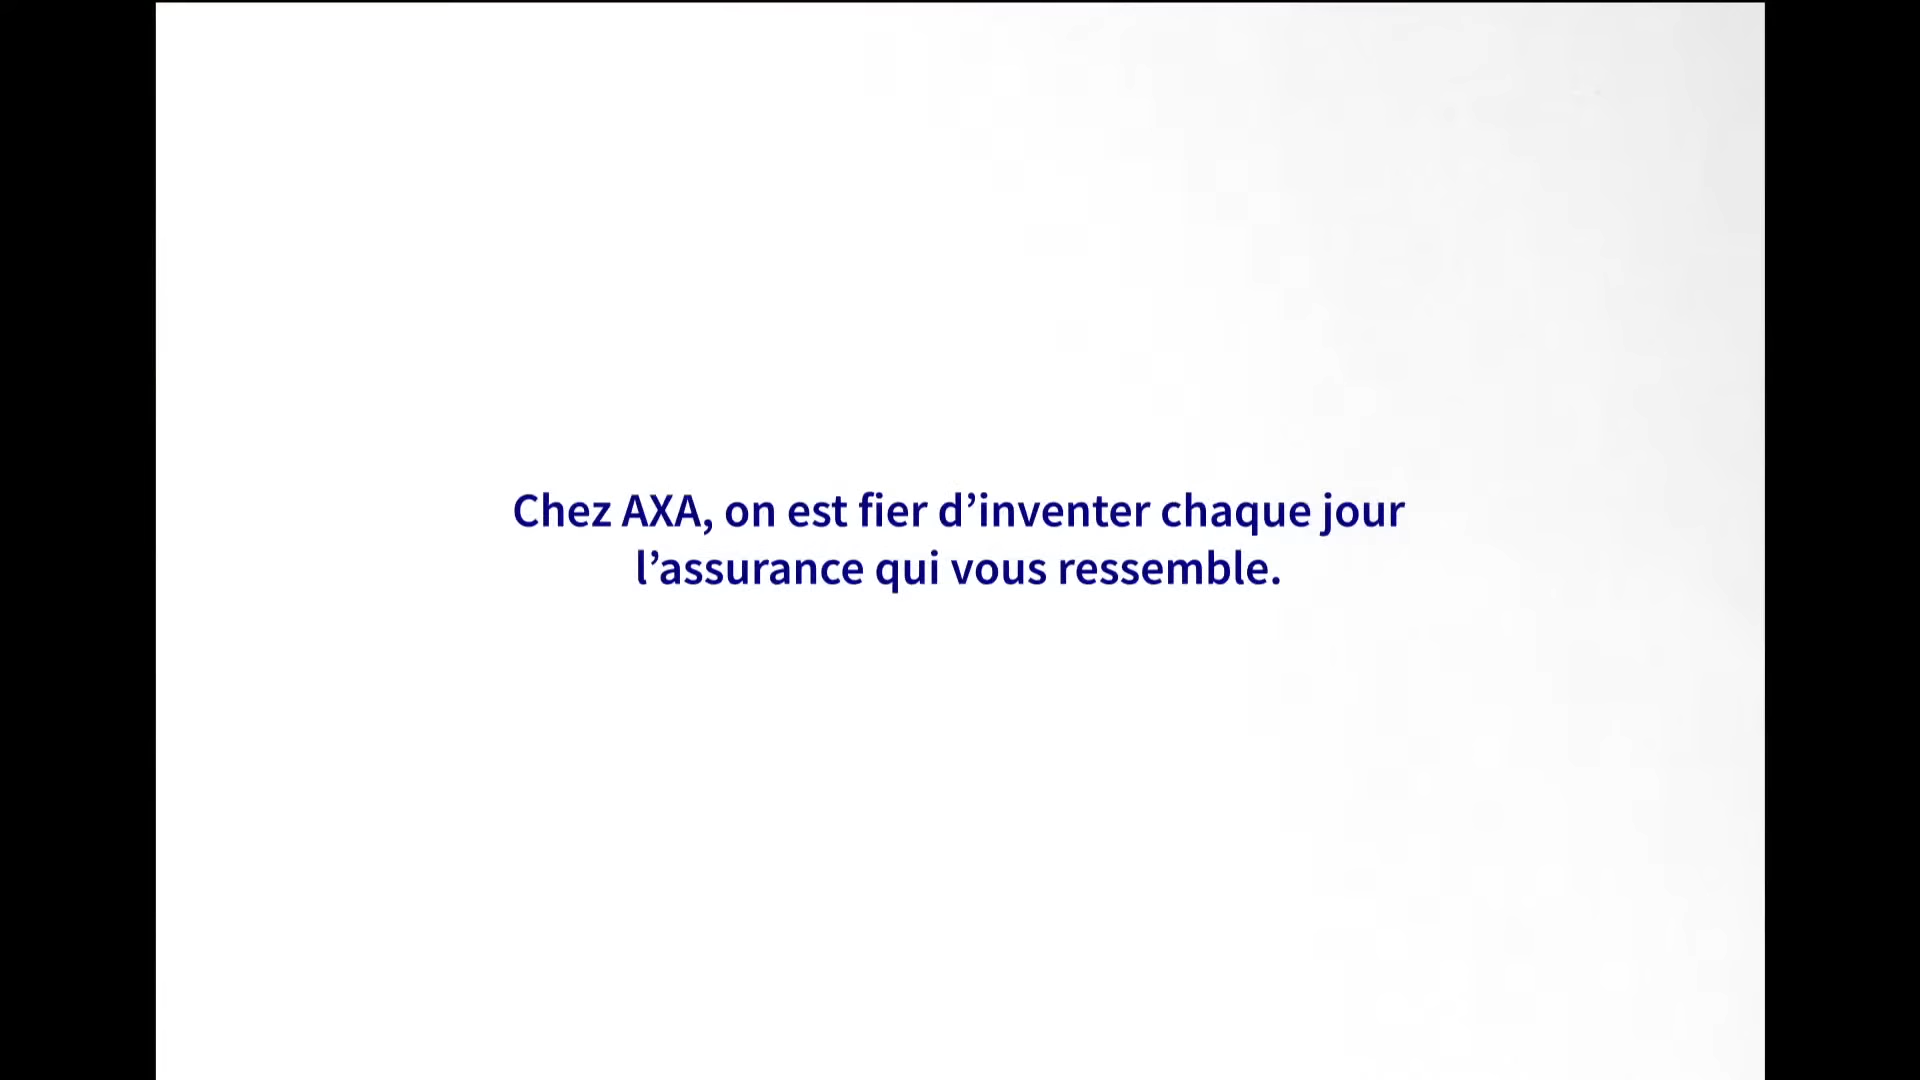 Chez AXA, on est fier d’inventer chaque jour
l’assurance qui vous ressemble.